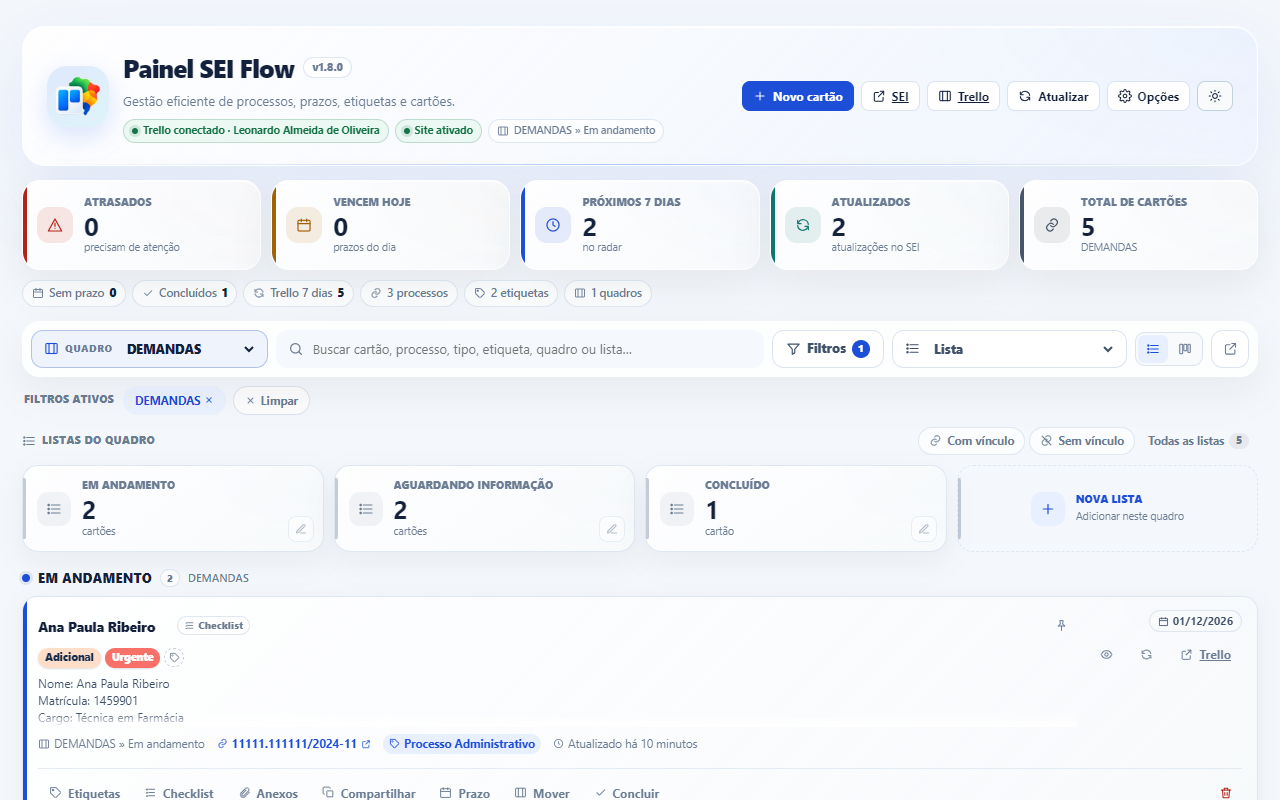 Painel SEI Flow v1.8.0
Gestão eficiente de processos, prazos, etiquetas e cartões.
Trello conectado · Leonardo Almeida de Oliveira Site ativado DEMANDAS » Em andamento
Novo cartão SEI Trello Atualizar Opções
ATRASADOS
0
precisam de atenção
VENCEM HOJE
0
prazos do dia
PRÓXIMOS 7 DIAS
2
no radar
ATUALIZADOS
2
atualizações no SEI
TOTAL DE CARTÕES
5
DEMANDAS
Sem prazo 0 Concluídos 1 Trello 7 dias 5 3 processos 2 etiquetas 1 quadros
QUADRO DEMANDAS Buscar cartão, processo, tipo, etiqueta, quadro ou lista... Filtros 1 Lista
FILTROS ATIVOS DEMANDAS × × Limpar
LISTAS DO QUADRO Com vínculo Sem vínculo Todas as listas 5
EM ANDAMENTO
2
cartões
AGUARDANDO INFORMAÇÃO
2
cartões
CONCLUÍDO
1
cartão
NOVA LISTA
Adicionar neste quadro
EM ANDAMENTO 2 DEMANDAS
Ana Paula Ribeiro Checklist 01/12/2026
Adicional Urgente Trello
Nome: Ana Paula Ribeiro
Matrícula: 1459901
Cargo: Técnica em Farmácia
DEMANDAS » Em andamento 11111.111111/2024-11 Processo Administrativo Atualizado há 10 minutos
Etiquetas Checklist Anexos Compartilhar Prazo Mover Concluir